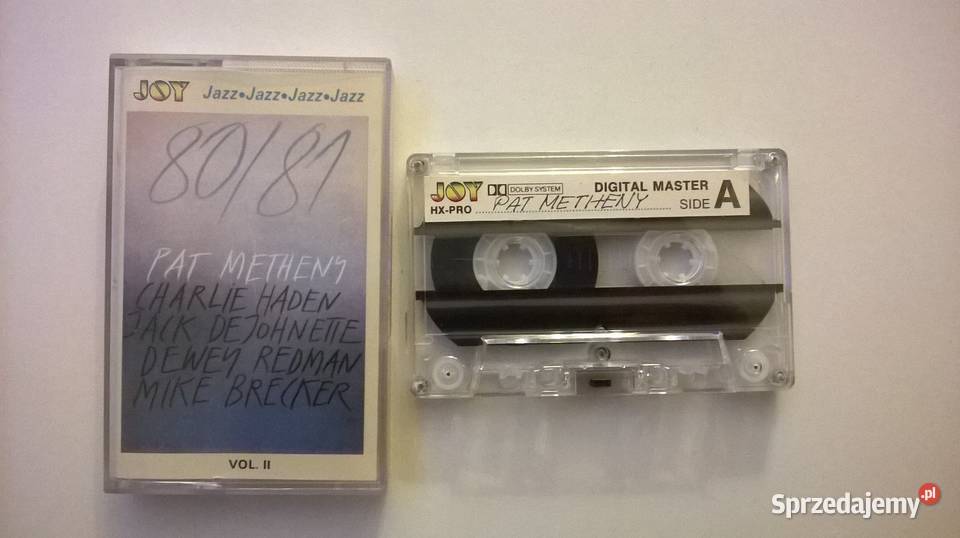 JOY Jazz•Jazz•Jazz•Jazz
80/81
PAT METHENY
CHARLIE HADEN
JACK DEJOHNETTE
DEWEY REDMAN
MIKE BRECKER
VOL. II
JOY DOLBY SYSTEM DIGITAL MASTER
HX-PRO PAT METHENY SIDE A
Sprzedajemy.pl